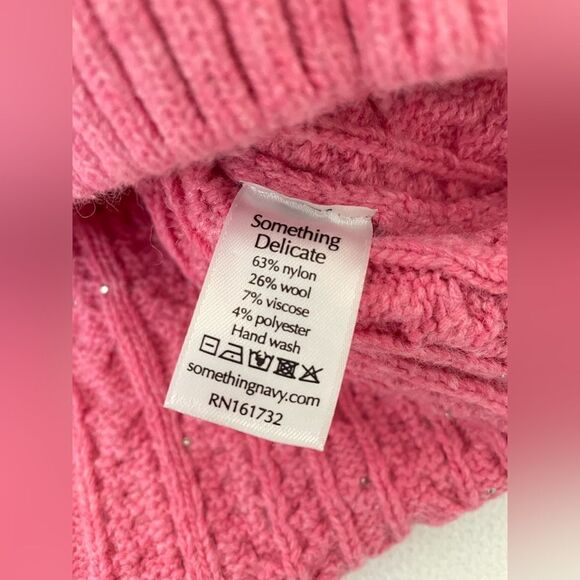 Something
Delicate
63% nylon
26% wool
7% viscose
4% polyester
Hand wash
somethingnavy.com
RN161732